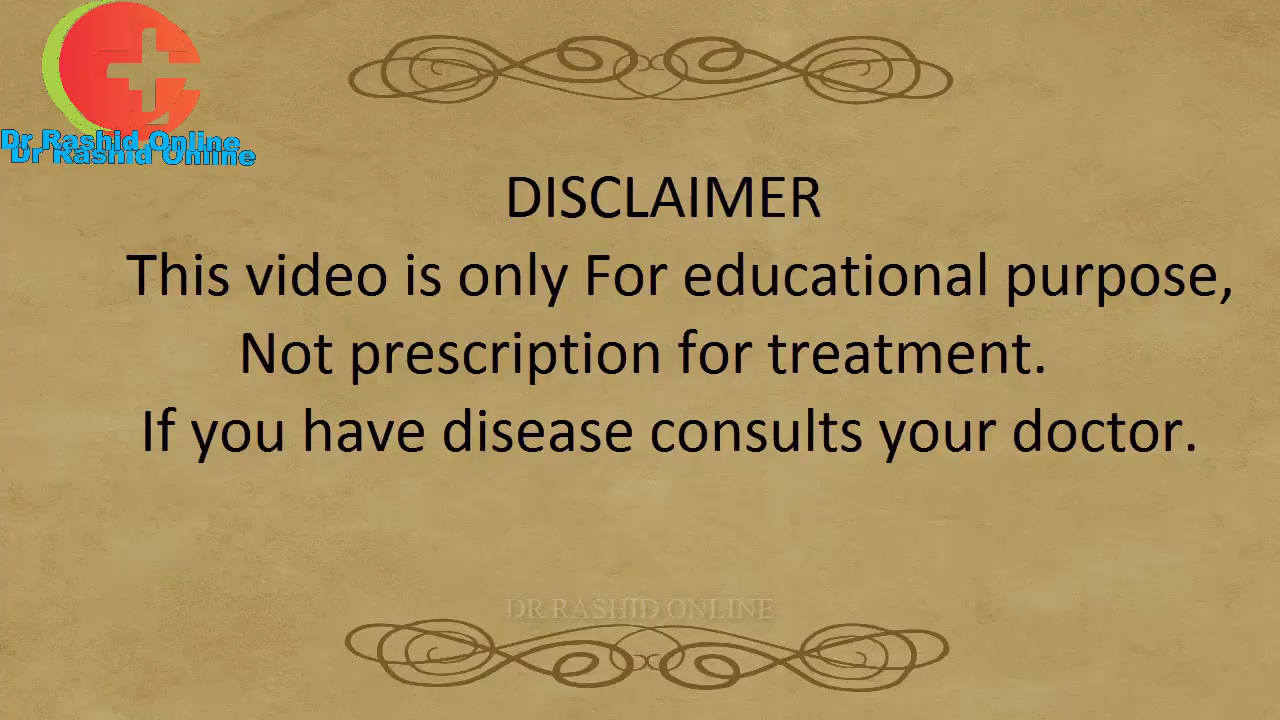 Dr Rashid Online
Dr Rashid Online
DISCLAIMER
This video is only For educational purpose,
Not prescription for treatment.
If you have disease consults your doctor.
DR RASHID ONLINE